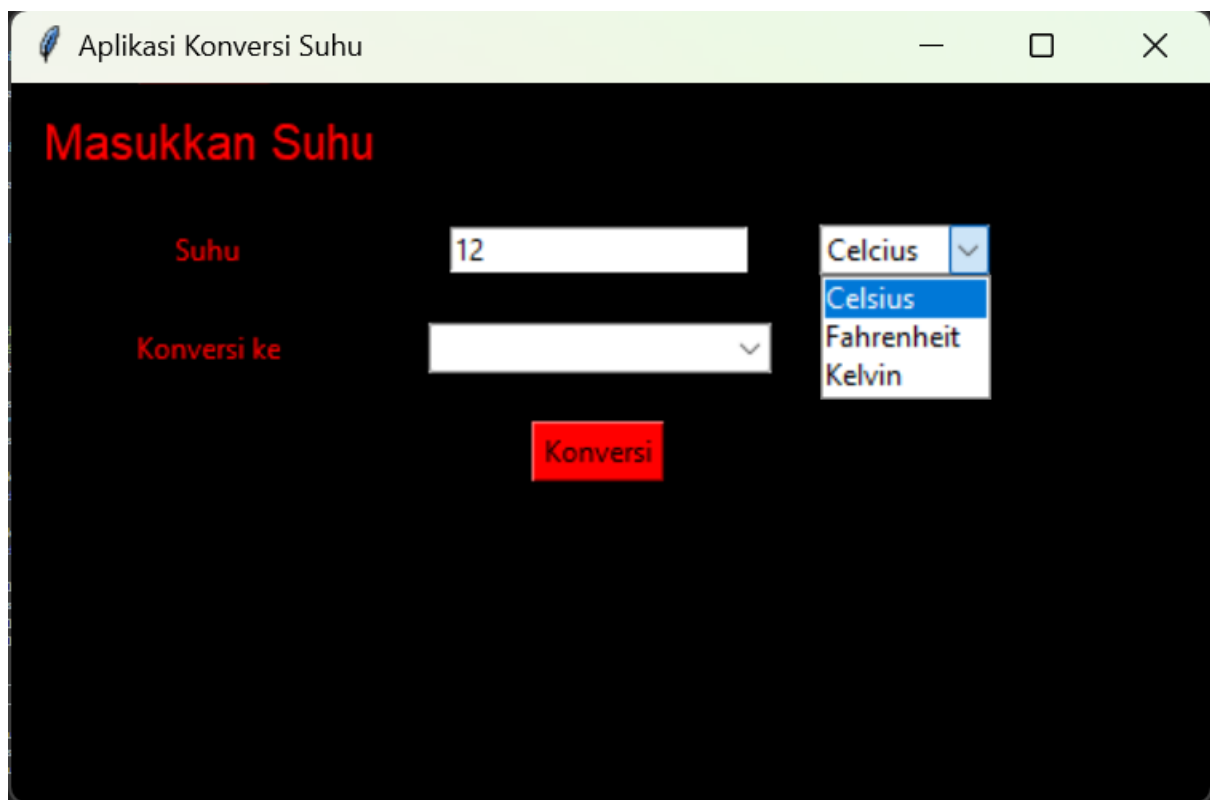 Aplikasi Konversi Suhu
Masukkan Suhu
Suhu 12 Celcius
Celsius
Fahrenheit
Konversi ke
Kelvin
Konversi